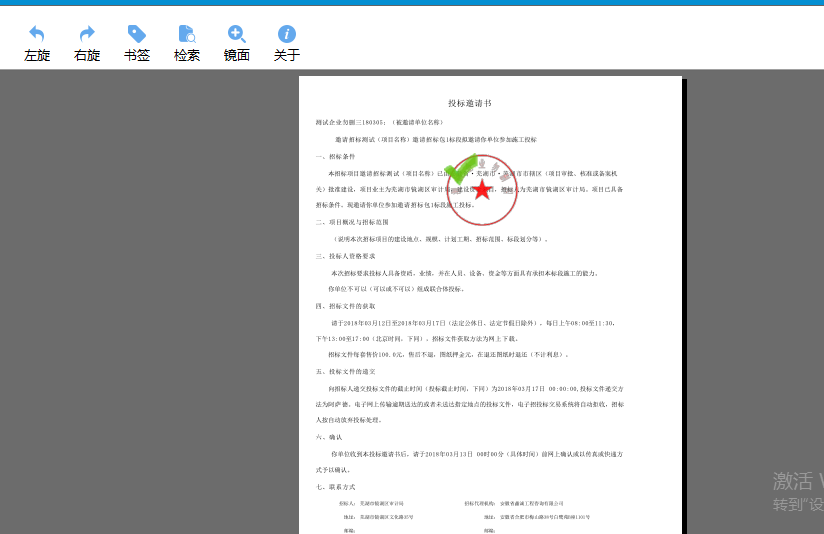 左旋 右旋 书签 检索 镜面 关于
投标邀请书
测试企业勿删三180305：（被邀请单位名称）
邀请招标测试（项目名称）邀请招标包1标段拟邀请你单位参加施工投标
一、招标条件
本招标项目邀请招标测试（项目名称）已由 · 芜湖市 · 芜湖市市辖区（项目审批、核准或备案机
关）批准建设，项目业主为芜湖市镜湖区审计局，建设资 ，招标人为芜湖市镜湖区审计局。项目已具备
招标条件，现邀请你单位参加邀请招标包1标段施工投标。
二、项目概况与招标范围
（说明本次招标项目的建设地点、规模、计划工期、招标范围、标段划分等）。
三、投标人资格要求
本次招标要求投标人具备资质，业绩，并在人员、设备、资金等方面具有承担本标段施工的能力。
你单位不可以（可以或不可以）组成联合体投标。
四、招标文件的获取
请于2018年03月12日至2018年03月17日（法定公休日、法定节假日除外），每日上午08:00至11:30，
下午13:00至17:00（北京时间，下同），招标文件获取方法为网上下载。
招标文件每套售价100.0元，售后不退；图纸押金元，在退还图纸时退还（不计利息）。
五、投标文件的递交
向招标人递交投标文件的截止时间（投标截止时间，下同）为2018年03月17日 00:00:00,投标文件递交方
法为阿萨德。电子网上传输逾期送达的或者未送达指定地点的投标文件，电子招投标交易系统将自动拒收，招标
人按自动放弃投标处理。
六、确认
你单位收到本投标邀请书后，请于2018年03月13日 00时00分（具体时间）前网上确认或以传真或快递方
式予以确认。
七、联系方式
招标人： 芜湖市镜湖区审计局 招标代理机构： 安徽省鑫诚工程咨询有限公司
地址： 芜湖市镜湖区文化路25号 地址： 安徽省合肥市梅山路
邮编： 邮编：
激活
转到"设